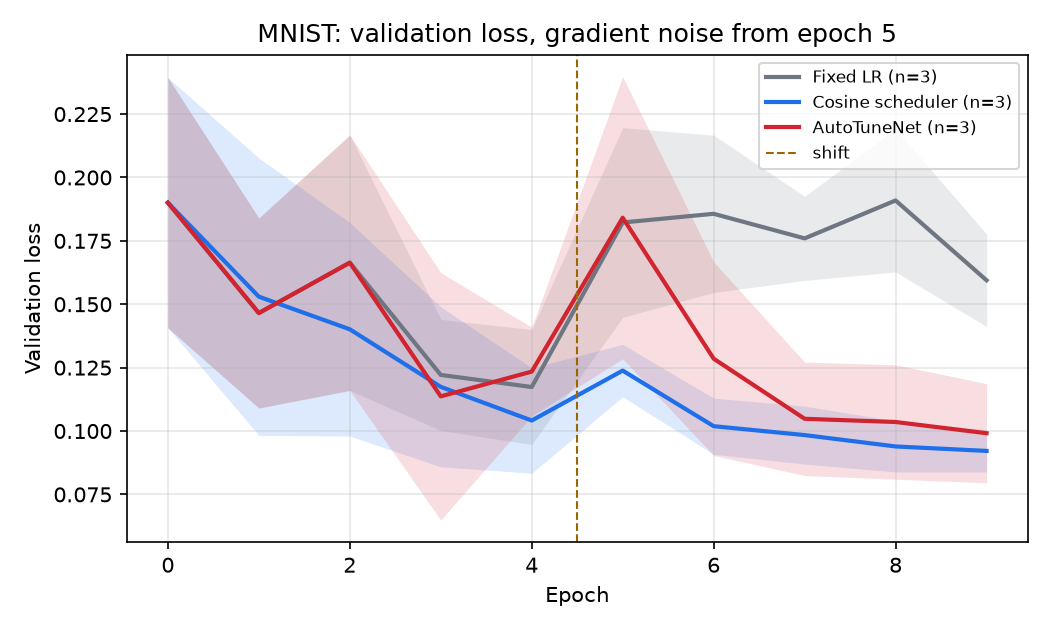 MNIST: validation loss, gradient noise from epoch 5
Fixed LR (n=3)
Cosine scheduler (n=3)
AutoTuneNet (n=3)
shift
Validation loss
0.225
0.200
0.175
0.150
0.125
0.100
0.075
0 2 4 6 8
Epoch